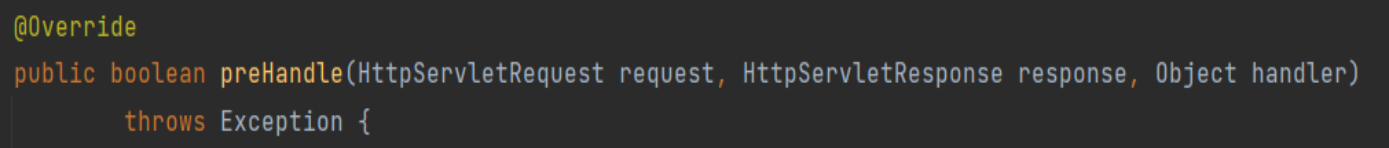 @Override
public boolean preHandle(HttpServletRequest request, HttpServletResponse response, Object handler)
throws Exception {